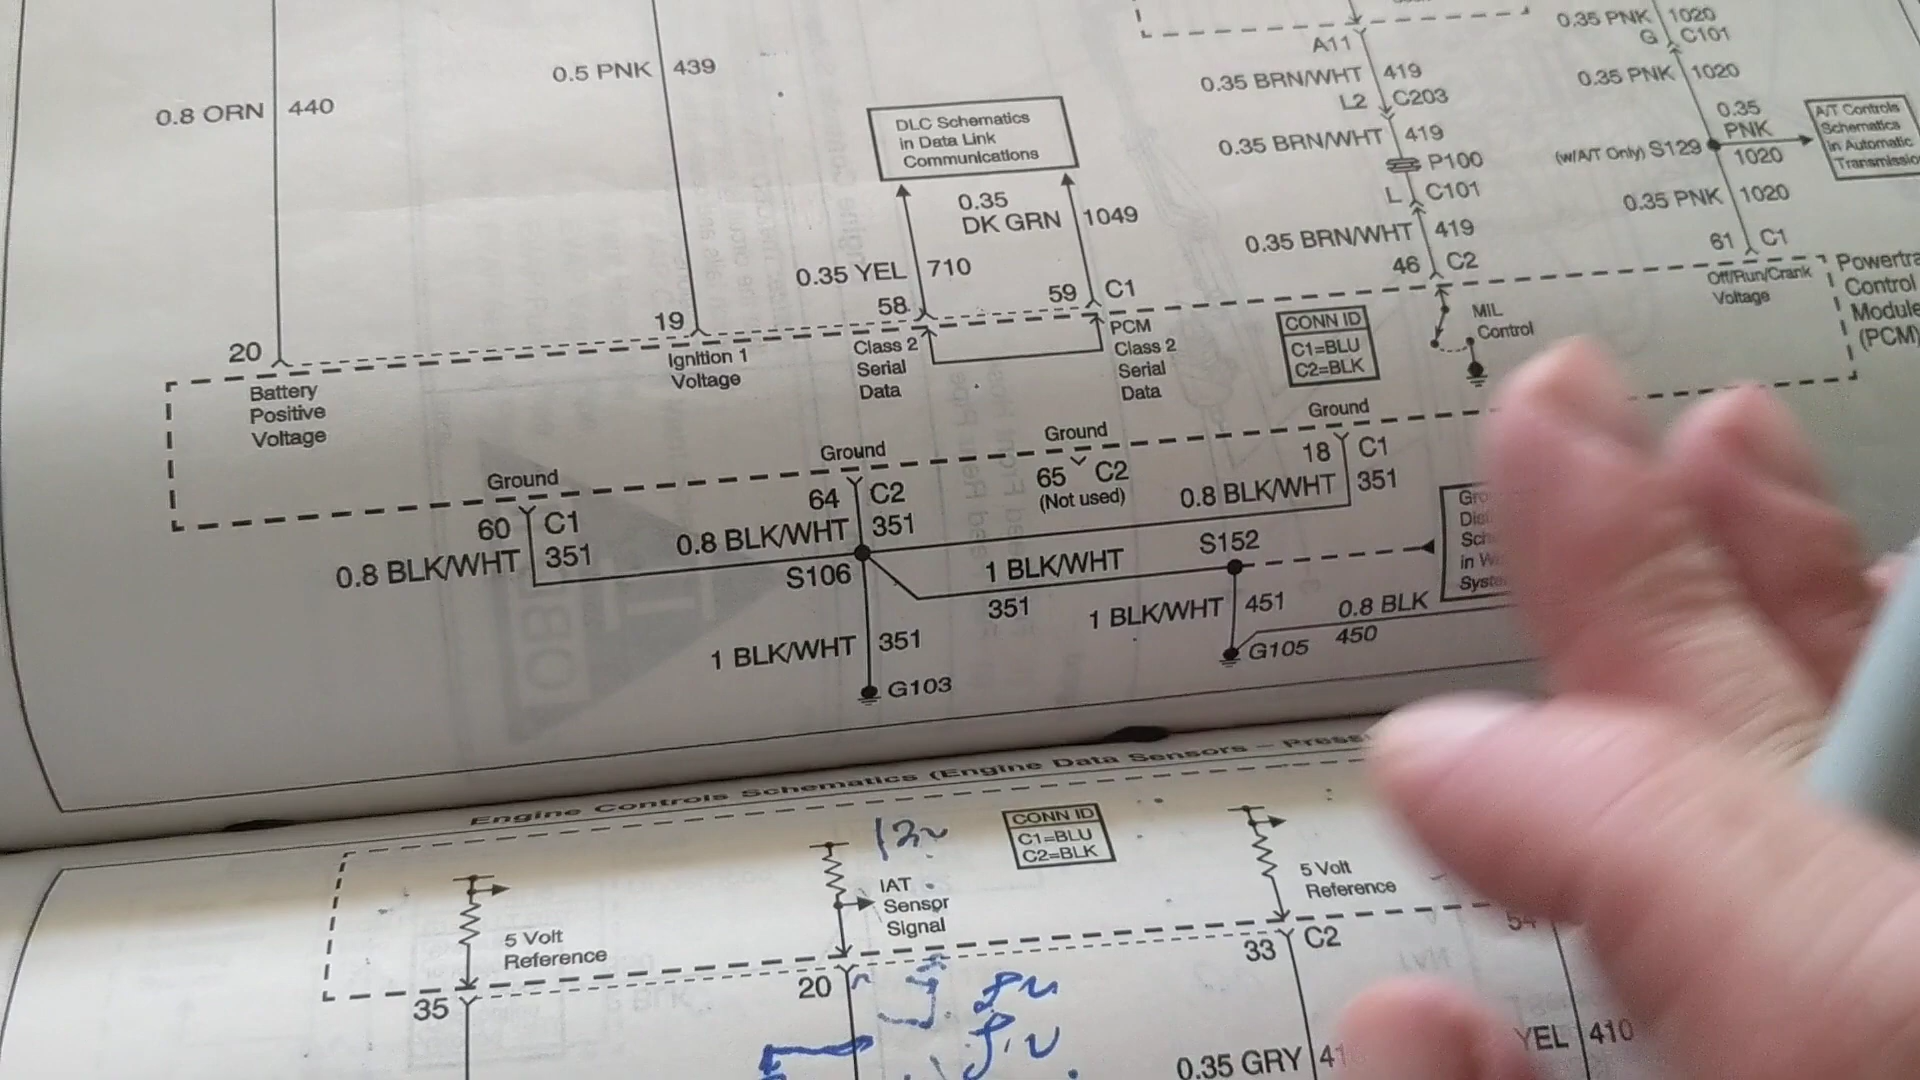 0.8 ORN 440
0.5 PNK 439
DLC Schematics
in Data Link
Communications
0.35
DK GRN 1049
0.35 YEL 710
A11
0.35 BRN/WHT 419
L2 C203
0.35 BRN/WHT 419
P100
L C101
0.35 BRN/WHT 419
46 C2
0.35 PNK 1020
G C101
0.35 PNK 1020
0.35
PNK
(w/A/T Only) S129 1020
A/T Controls
Schematics
in Automatic
0.35 PNK 1020
61 C1
20
19
58
59 C1
Battery
Positive
Voltage
Ignition 1
Voltage
Class 2
Serial
Data
PCM
Class 2
Serial
Data
CONN ID
C1=BLU
C2=BLK
MIL
Control
Off/Run/Crank
Voltage
Control
Module
(PCM)
Ground
60 C1
0.8 BLK/WHT 351
Ground
64 C2
0.8 BLK/WHT 351
Ground
65 C2
(Not used)
Ground
18 C1
0.8 BLK/WHT 351
S106
1 BLK/WHT
351
S152
1 BLK/WHT 451
0.8 BLK
450
G105
1 BLK/WHT 351
G103
Engine Controls Schematics (Engine Data Sensors –
12v
CONN ID
C1=BLU
C2=BLK
5 Volt
Reference
IAT
Sensor
Signal
5 Volt
Reference
35
20
33 C2
54
0.35 GRY
YEL 410